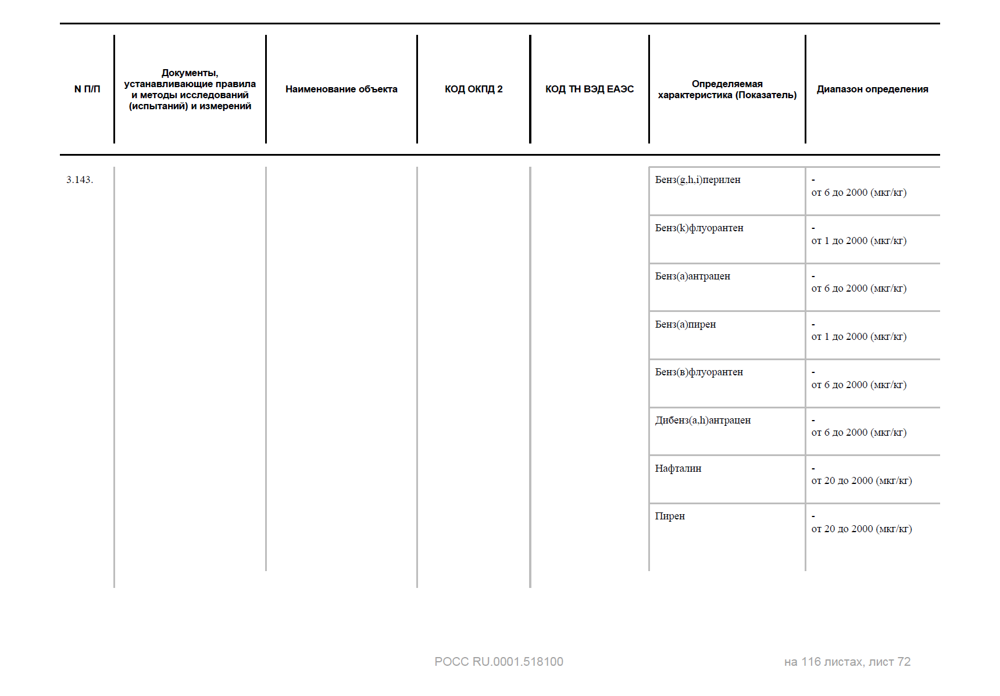 N П/П
Документы,
устанавливающие правила
и методы исследований
(испытаний) и измерений
Наименование объекта
КОД ОКПД 2
КОД ТН ВЭД ЕАЭС
Определяемая
характеристика (Показатель)
Диапазон определения
3.143.
Бенз(g,h,i)перилен
-
от 6 до 2000 (мкг/кг)
Бенз(k)флуорантен
-
от 1 до 2000 (мкг/кг)
Бенз(а)антрацен
-
от 6 до 2000 (мкг/кг)
Бенз(а)пирен
-
от 1 до 2000 (мкг/кг)
Бенз(в)флуорантен
-
от 6 до 2000 (мкг/кг)
Дибенз(a,h)антрацен
-
от 6 до 2000 (мкг/кг)
Нафталин
-
от 20 до 2000 (мкг/кг)
Пирен
-
от 20 до 2000 (мкг/кг)
РОСС RU.0001.518100
на 116 листах, лист 72